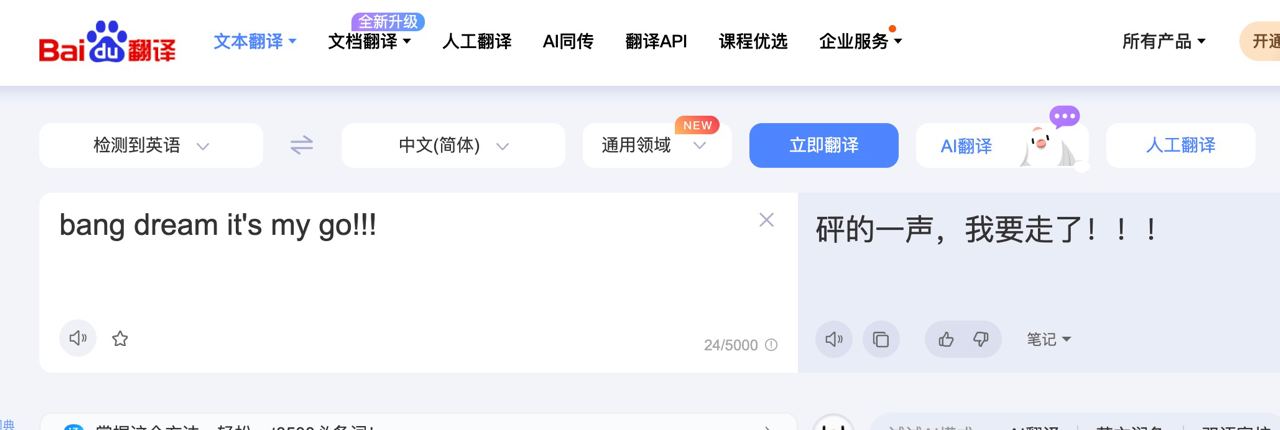 全新升级
Bai du 翻译 文本翻译 文档翻译 人工翻译 AI同传 翻译API 课程优选 企业服务 所有产品 开通
NEW
检测到英语 中文(简体) 通用领域 立即翻译 AI翻译 人工翻译
bang dream it's my go!!! 砰的一声，我要走了！！！
24/5000 笔记